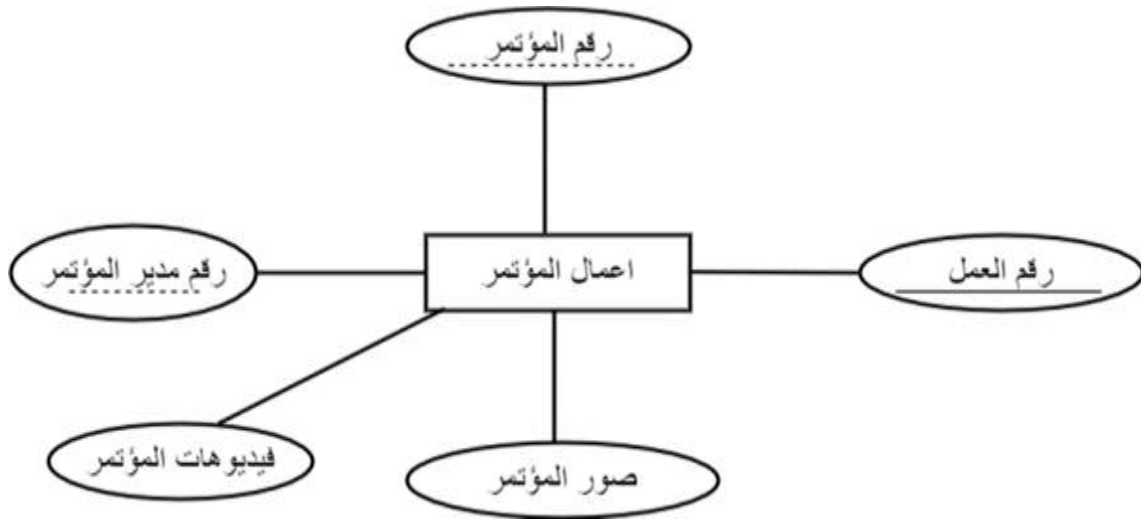 رقم المؤتمر
رقم العمل
اعمال المؤتمر
رقم مدير المؤتمر
فيديوهات المؤتمر
صور المؤتمر